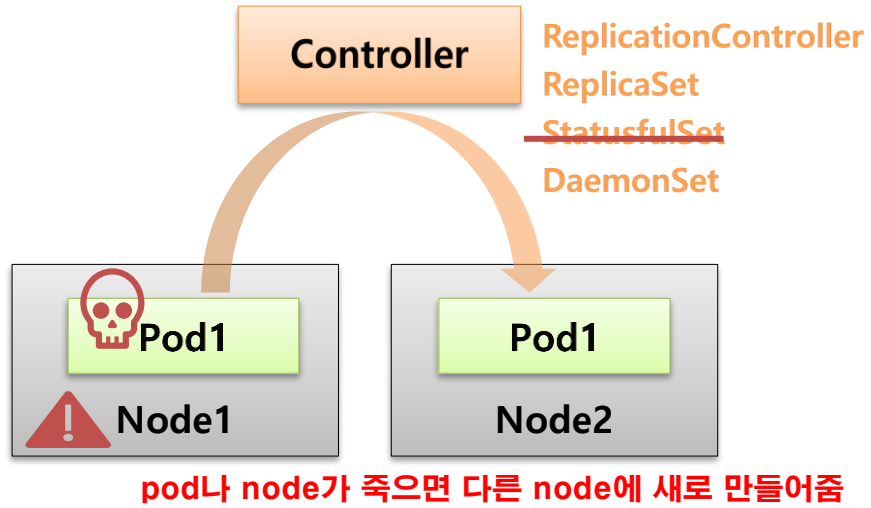 Controller
ReplicationController
ReplicaSet
StatusfulSet
DaemonSet
Pod1
Node1
Pod1
Node2
pod나 node가 죽으면 다른 node에 새로 만들어줌